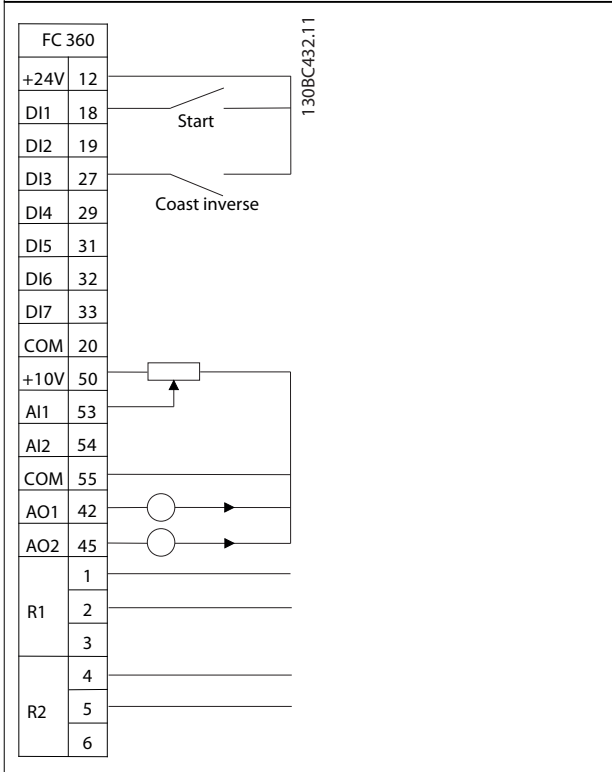 FC 360
130BC432.11
+24V 12
DI1 18
Start
DI2 19
DI3 27
Coast inverse
DI4 29
DI5 31
DI6 32
DI7 33
COM 20
+10V 50
AI1 53
AI2 54
COM 55
AO1 42
AO2 45
R1
1
2
3
R2
4
5
6